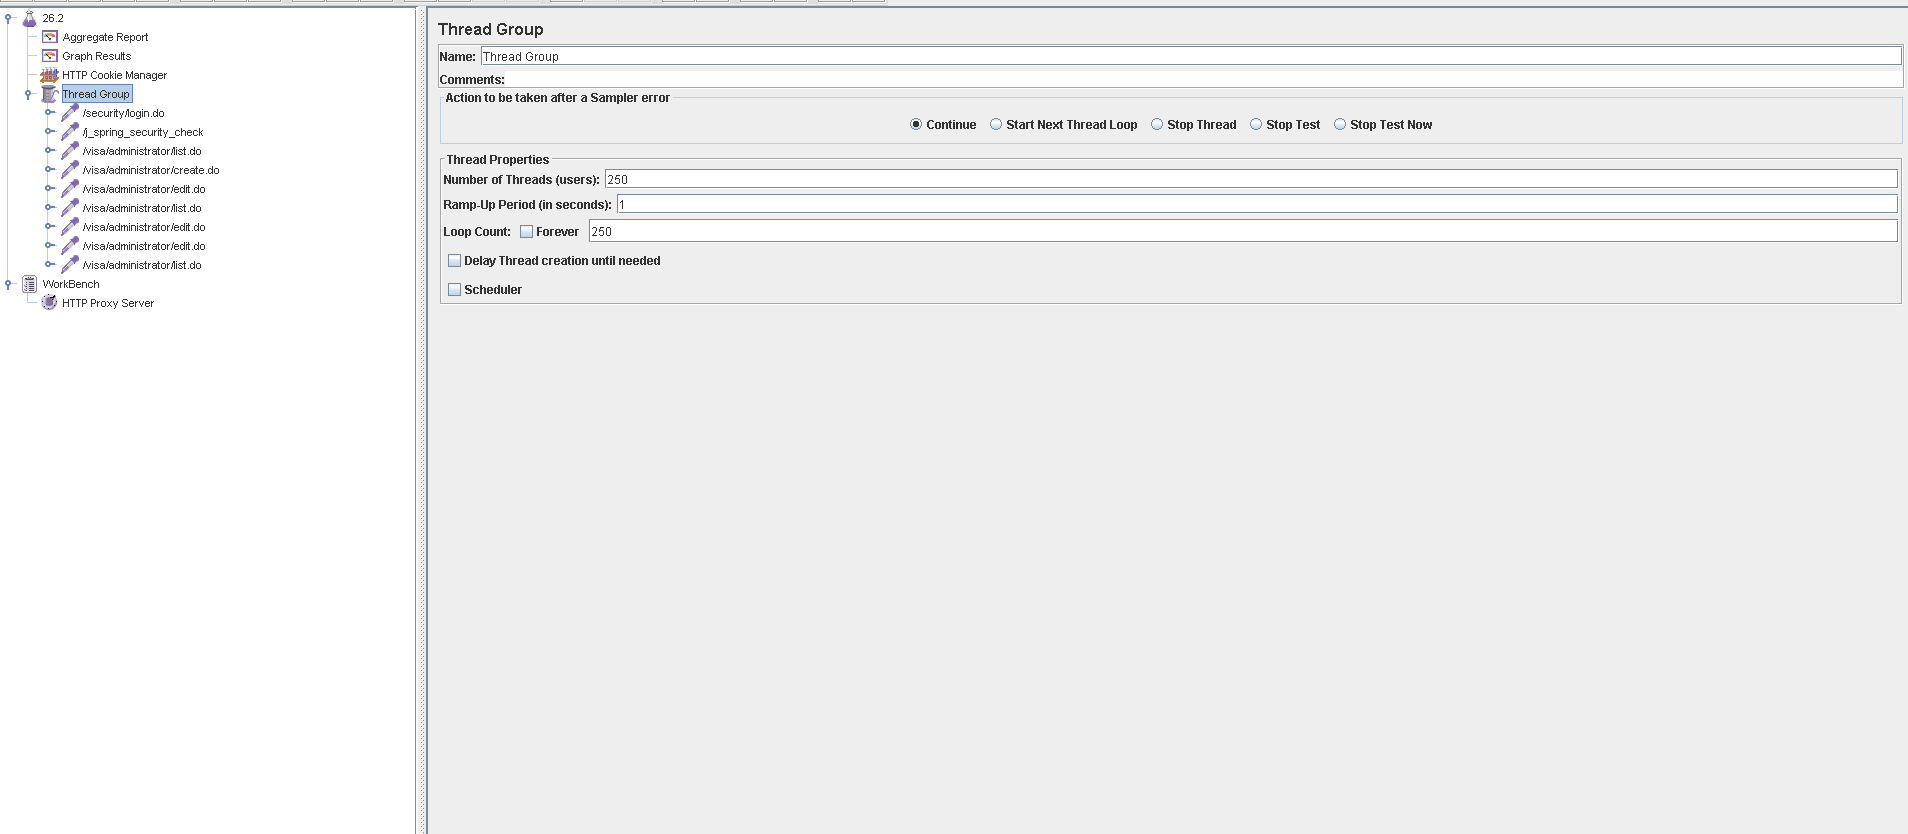 26.2
Aggregate Report
Graph Results
HTTP Cookie Manager
Thread Group
/security/login.do
/j_spring_security_check
/visa/administrator/list.do
/visa/administrator/create.do
/visa/administrator/edit.do
/visa/administrator/list.do
/visa/administrator/edit.do
/visa/administrator/edit.do
/visa/administrator/list.do
WorkBench
HTTP Proxy Server
Thread Group
Name: Thread Group
Comments:
Action to be taken after a Sampler error
Continue Start Next Thread Loop Stop Thread Stop Test Stop Test Now
Thread Properties
Number of Threads (users): 250
Ramp-Up Period (in seconds): 1
Loop Count: Forever 250
Delay Thread creation until needed
Scheduler